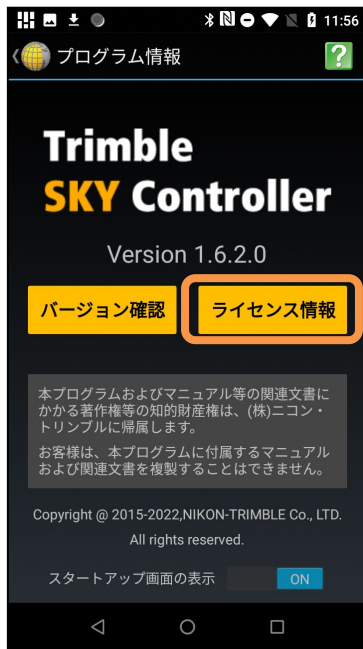 11:56
プログラム情報
?
Trimble
SKY Controller
Version 1.6.2.0
バージョン確認 ライセンス情報
本プログラムおよびマニュアル等の関連文書に
かかる著作権等の知的財産権は、(株)ニコン・
トリンブルに帰属します。
お客様は、本プログラムに付属するマニュアル
および関連文書を複製することはできません。
Copyright @ 2015-2022,NIKON-TRIMBLE Co., LTD.
All rights reserved.
スタートアップ画面の表示 ON